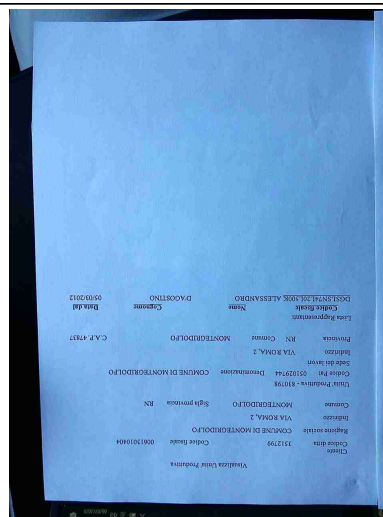 Visualizza Unita Produttiva
Cliente
Codice ditta 3512799 Codice fiscale 00613010404
Ragione sociale COMUNE DI MONTEGRIDOLFO
Indirizzo VIA ROMA 2
Comune MONTEGRIDOLFO Sigla provincia RN
Unita' Produttiva - 830798
Codice Pat 05102974 Denominazione COMUNE DI MONTEGRIDOLFO
Sede dei lavori
Indirizzo VIA ROMA, 2
Provincia RN Comune MONTEGRIDOLFO C.A.P. 47837
Lista Rappresentanti
Codice fiscale Nome Cognome Data dal
ALESSANDRO D'AGOSTINO 05/03/2012